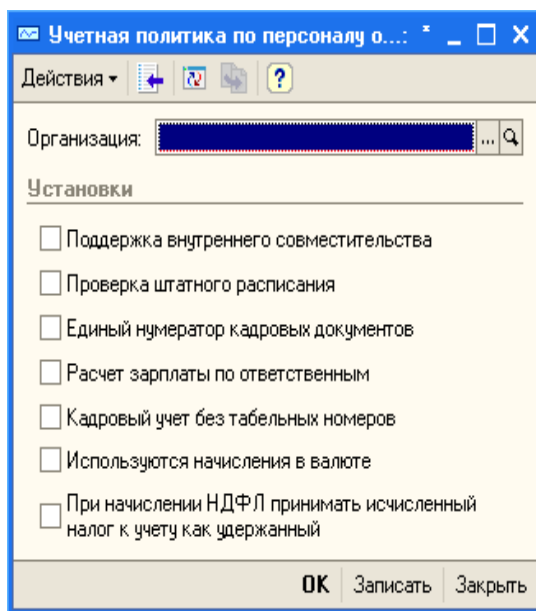 Учетная политика по персоналу о...: *
Действия
Организация:
...
Установки
Поддержка внутреннего совместительства
Проверка штатного расписания
Единый нумератор кадровых документов
Расчет зарплаты по ответственным
Кадровый учет без табельных номеров
Используются начисления в валюте
При начислении НДФЛ принимать исчисленный
налог к учету как удержанный
OK Записать Закрыть